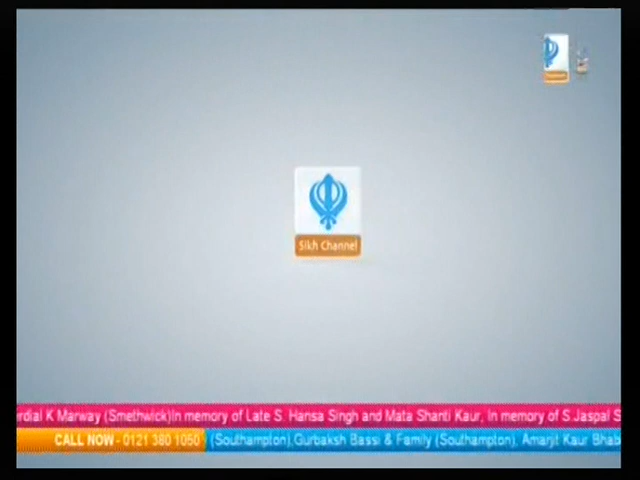 Sikh Channel
erdial K Marway (Smethwick)In memory of Late S. Hansa Singh and Mata Shanti Kaur, In memory of S.Jaspal S
CALL NOW - 0121 380 1050 (Southampton),Gurbaksh Bassi & Family (Southampton), Amarjit Kaur Bhab